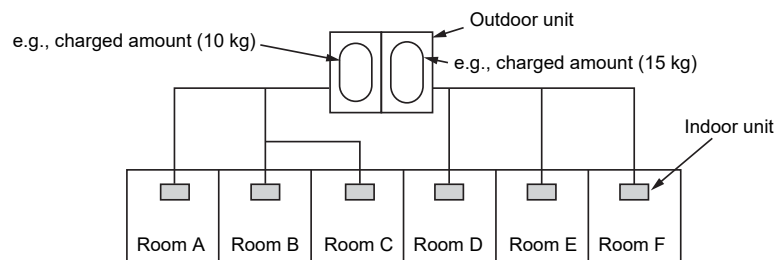 Outdoor unit
e.g., charged amount (10 kg)
e.g., charged amount (15 kg)
Indoor unit
Room A Room B Room C Room D Room E Room F